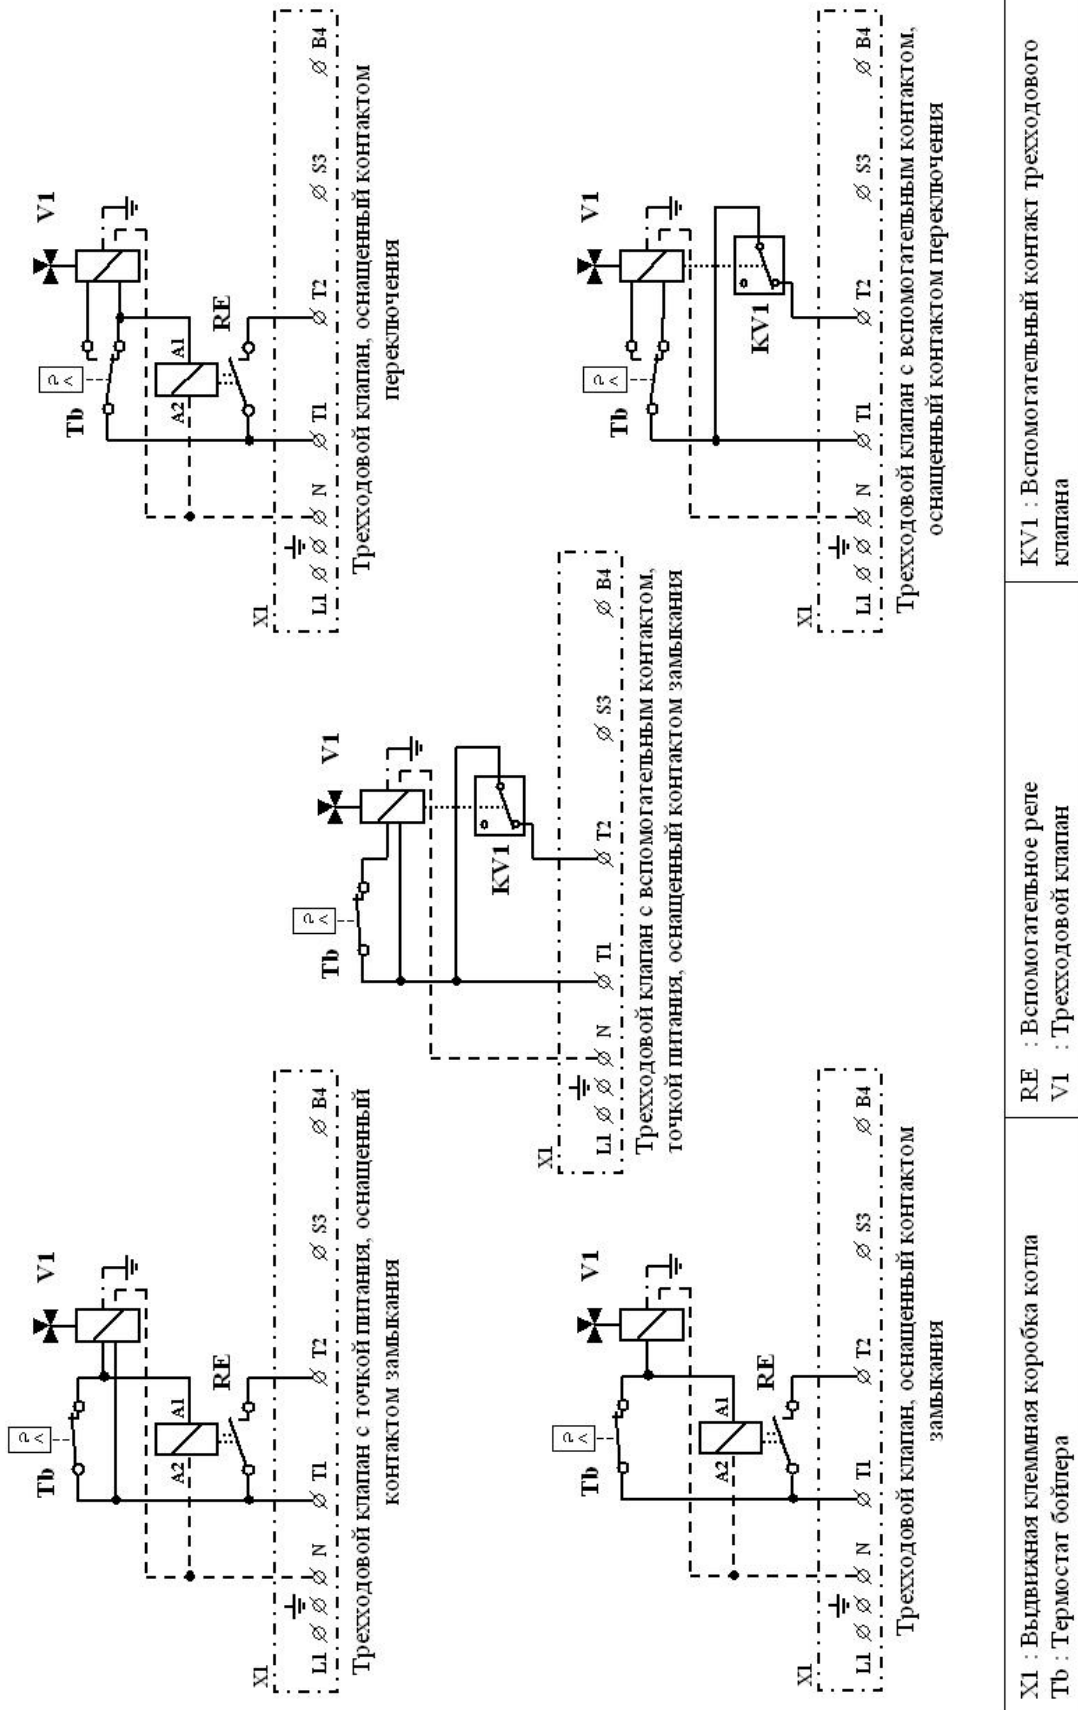 Tb
V1
A2
A1
RE
X1
L1
N
T1
T2
S3
B4
Трехходовой клапан с точкой питания, оснащенный
контактом замыкания
Tb
V1
A2
A1
RE
X1
L1
N
T1
T2
S3
B4
Трехходовой клапан, оснащенный контактом
переключения
Tb
V1
KV1
X1
L1
N
T1
T2
S3
B4
Трехходовой клапан с вспомогательным контактом,
точкой питания, оснащенный контактом замыкания
Tb
V1
A2
A1
RE
X1
L1
N
T1
T2
S3
B4
Трехходовой клапан, оснащенный контактом
замыкания
Tb
V1
KV1
X1
L1
N
T1
T2
S3
B4
Трехходовой клапан с вспомогательным контактом,
оснащенный контактом переключения
X1 : Выдвижная клеммная коробка котла
Tb : Термостат бойлера
RE : Вспомогательное реле
V1 : Трехходовой клапан
KV1 : Вспомогательный контакт трехходового
клапана